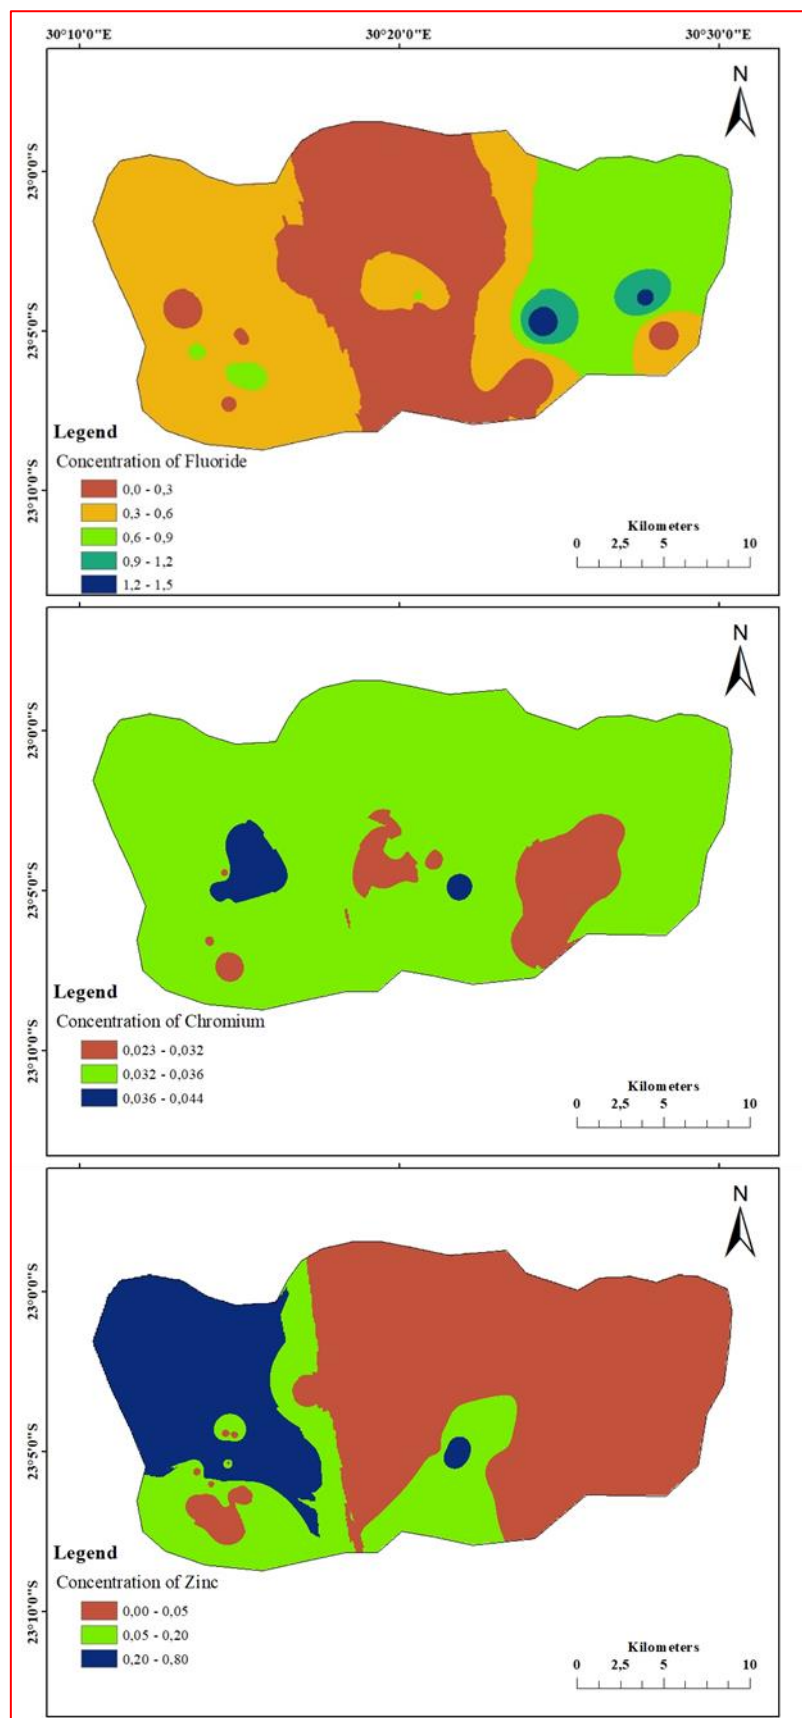 30°10'0"E 30°20'0"E 30°30'0"E
N
23°0'0"S
23°5'0"S
23°10'0"S
Legend
Concentration of Fluoride
0,0 - 0,3
0,3 - 0,6
0,6 - 0,9
0,9 - 1,2
1,2 - 1,5
Kilometers
0 2,5 5 10
N
23°0'0"S
23°5'0"S
23°10'0"S
Legend
Concentration of Chromium
0,023 - 0,032
0,032 - 0,036
0,036 - 0,044
Kilometers
0 2,5 5 10
N
23°0'0"S
23°5'0"S
23°10'0"S
Legend
Concentration of Zinc
0,00 - 0,05
0,05 - 0,20
0,20 - 0,80
Kilometers
0 2,5 5 10